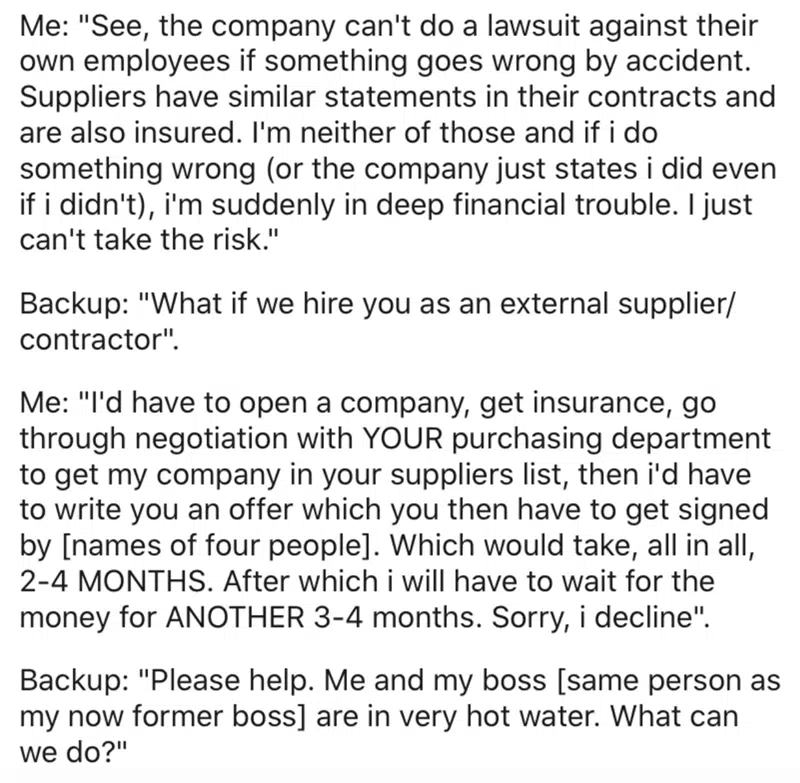 Me: "See, the company can't do a lawsuit against their
own employees if something goes wrong by accident.
Suppliers have similar statements in their contracts and
are also insured. I'm neither of those and if i do
something wrong (or the company just states i did even
if i didn't), i'm suddenly in deep financial trouble. I just
can't take the risk."
Backup: "What if we hire you as an external supplier/
contractor".
Me: "I'd have to open a company, get insurance, go
through negotiation with YOUR purchasing department
to get my company in your suppliers list, then i'd have
to write you an offer which you then have to get signed
by [names of four people]. Which would take, all in all,
2-4 MONTHS. After which i will have to wait for the
money for ANOTHER 3-4 months. Sorry, i decline".
Backup: "Please help. Me and my boss [same person as
my now former boss] are in very hot water. What can
we do?"